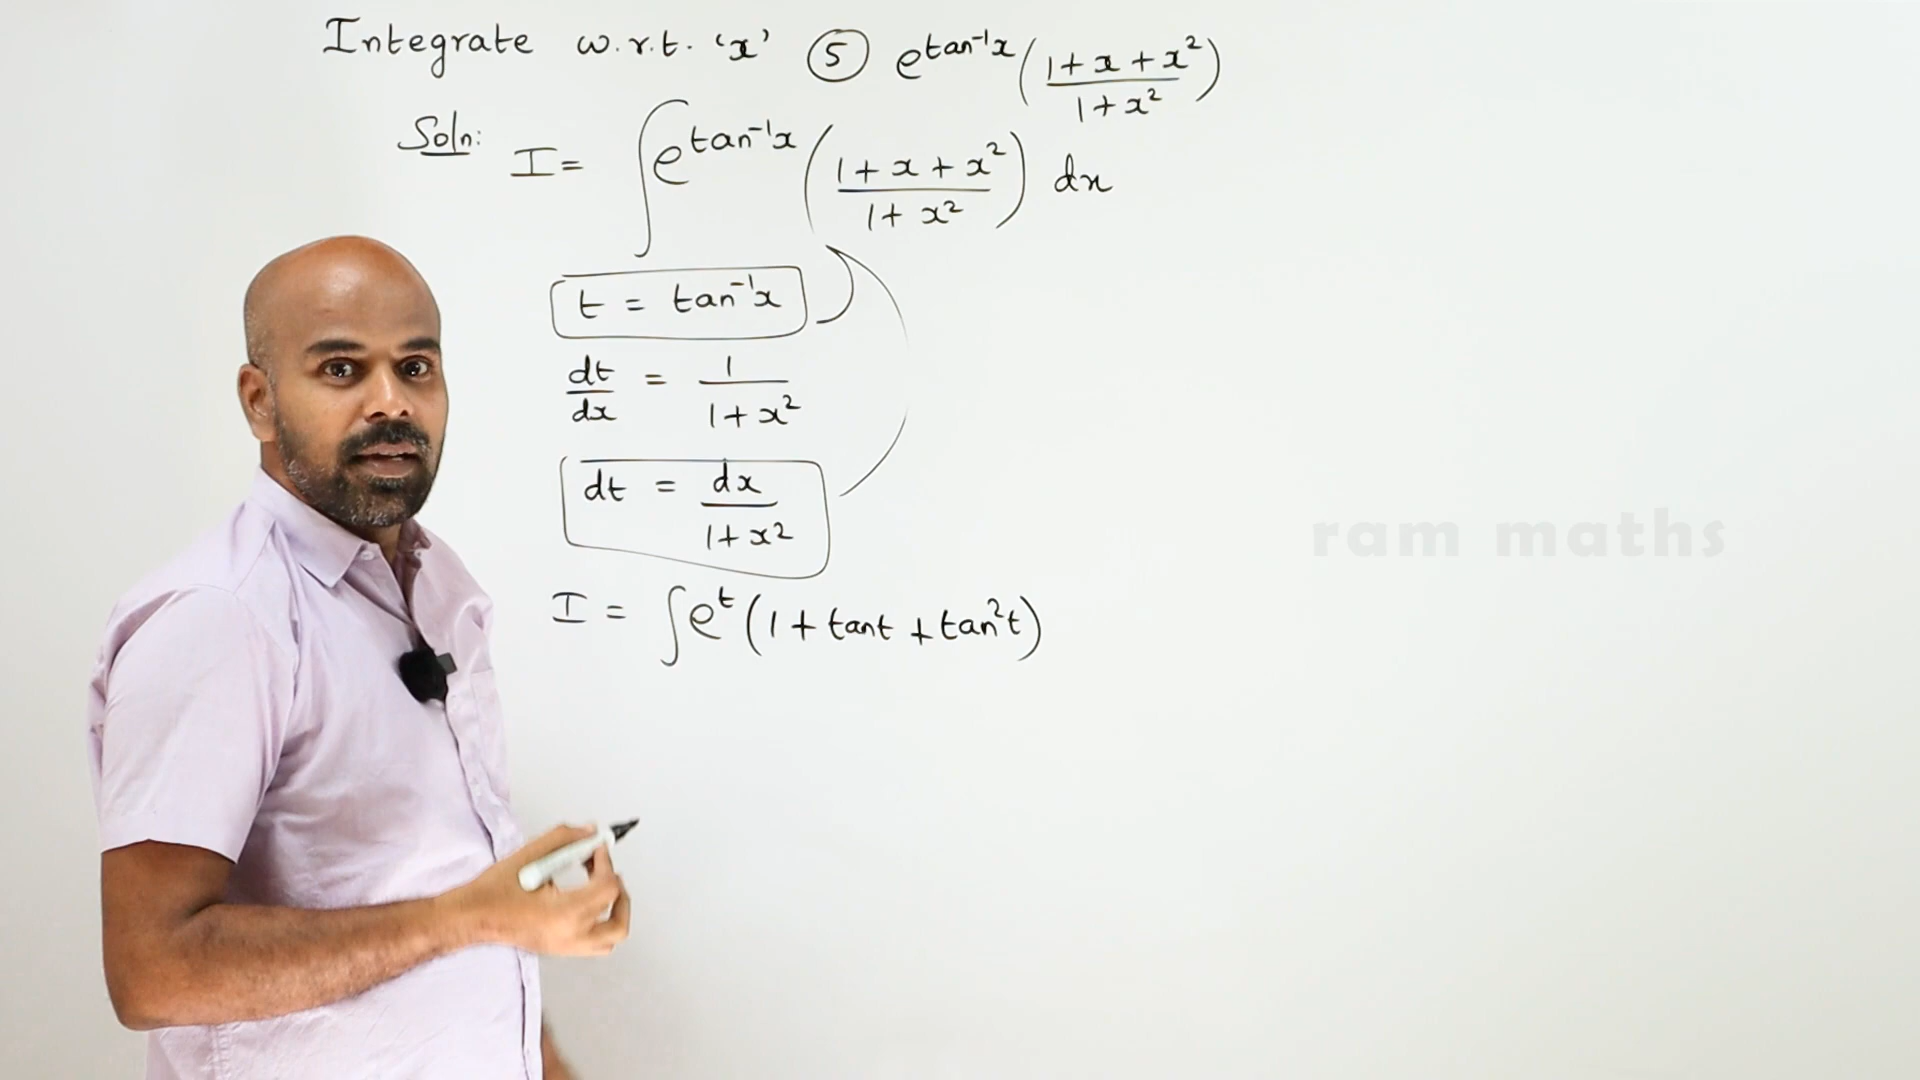 Integrate w.r.t. 'x' ⑤ e^{tan⁻¹x} ((1+x+x²)/(1+x²))
Soln: I = ∫ e^{tan⁻¹x} ((1+x+x²)/(1+x²)) dx
t = tan⁻¹x
dt/dx = 1/(1+x²)
dt = dx/(1+x²)
ram maths
I = ∫ e^t (1+tant+tan²t)